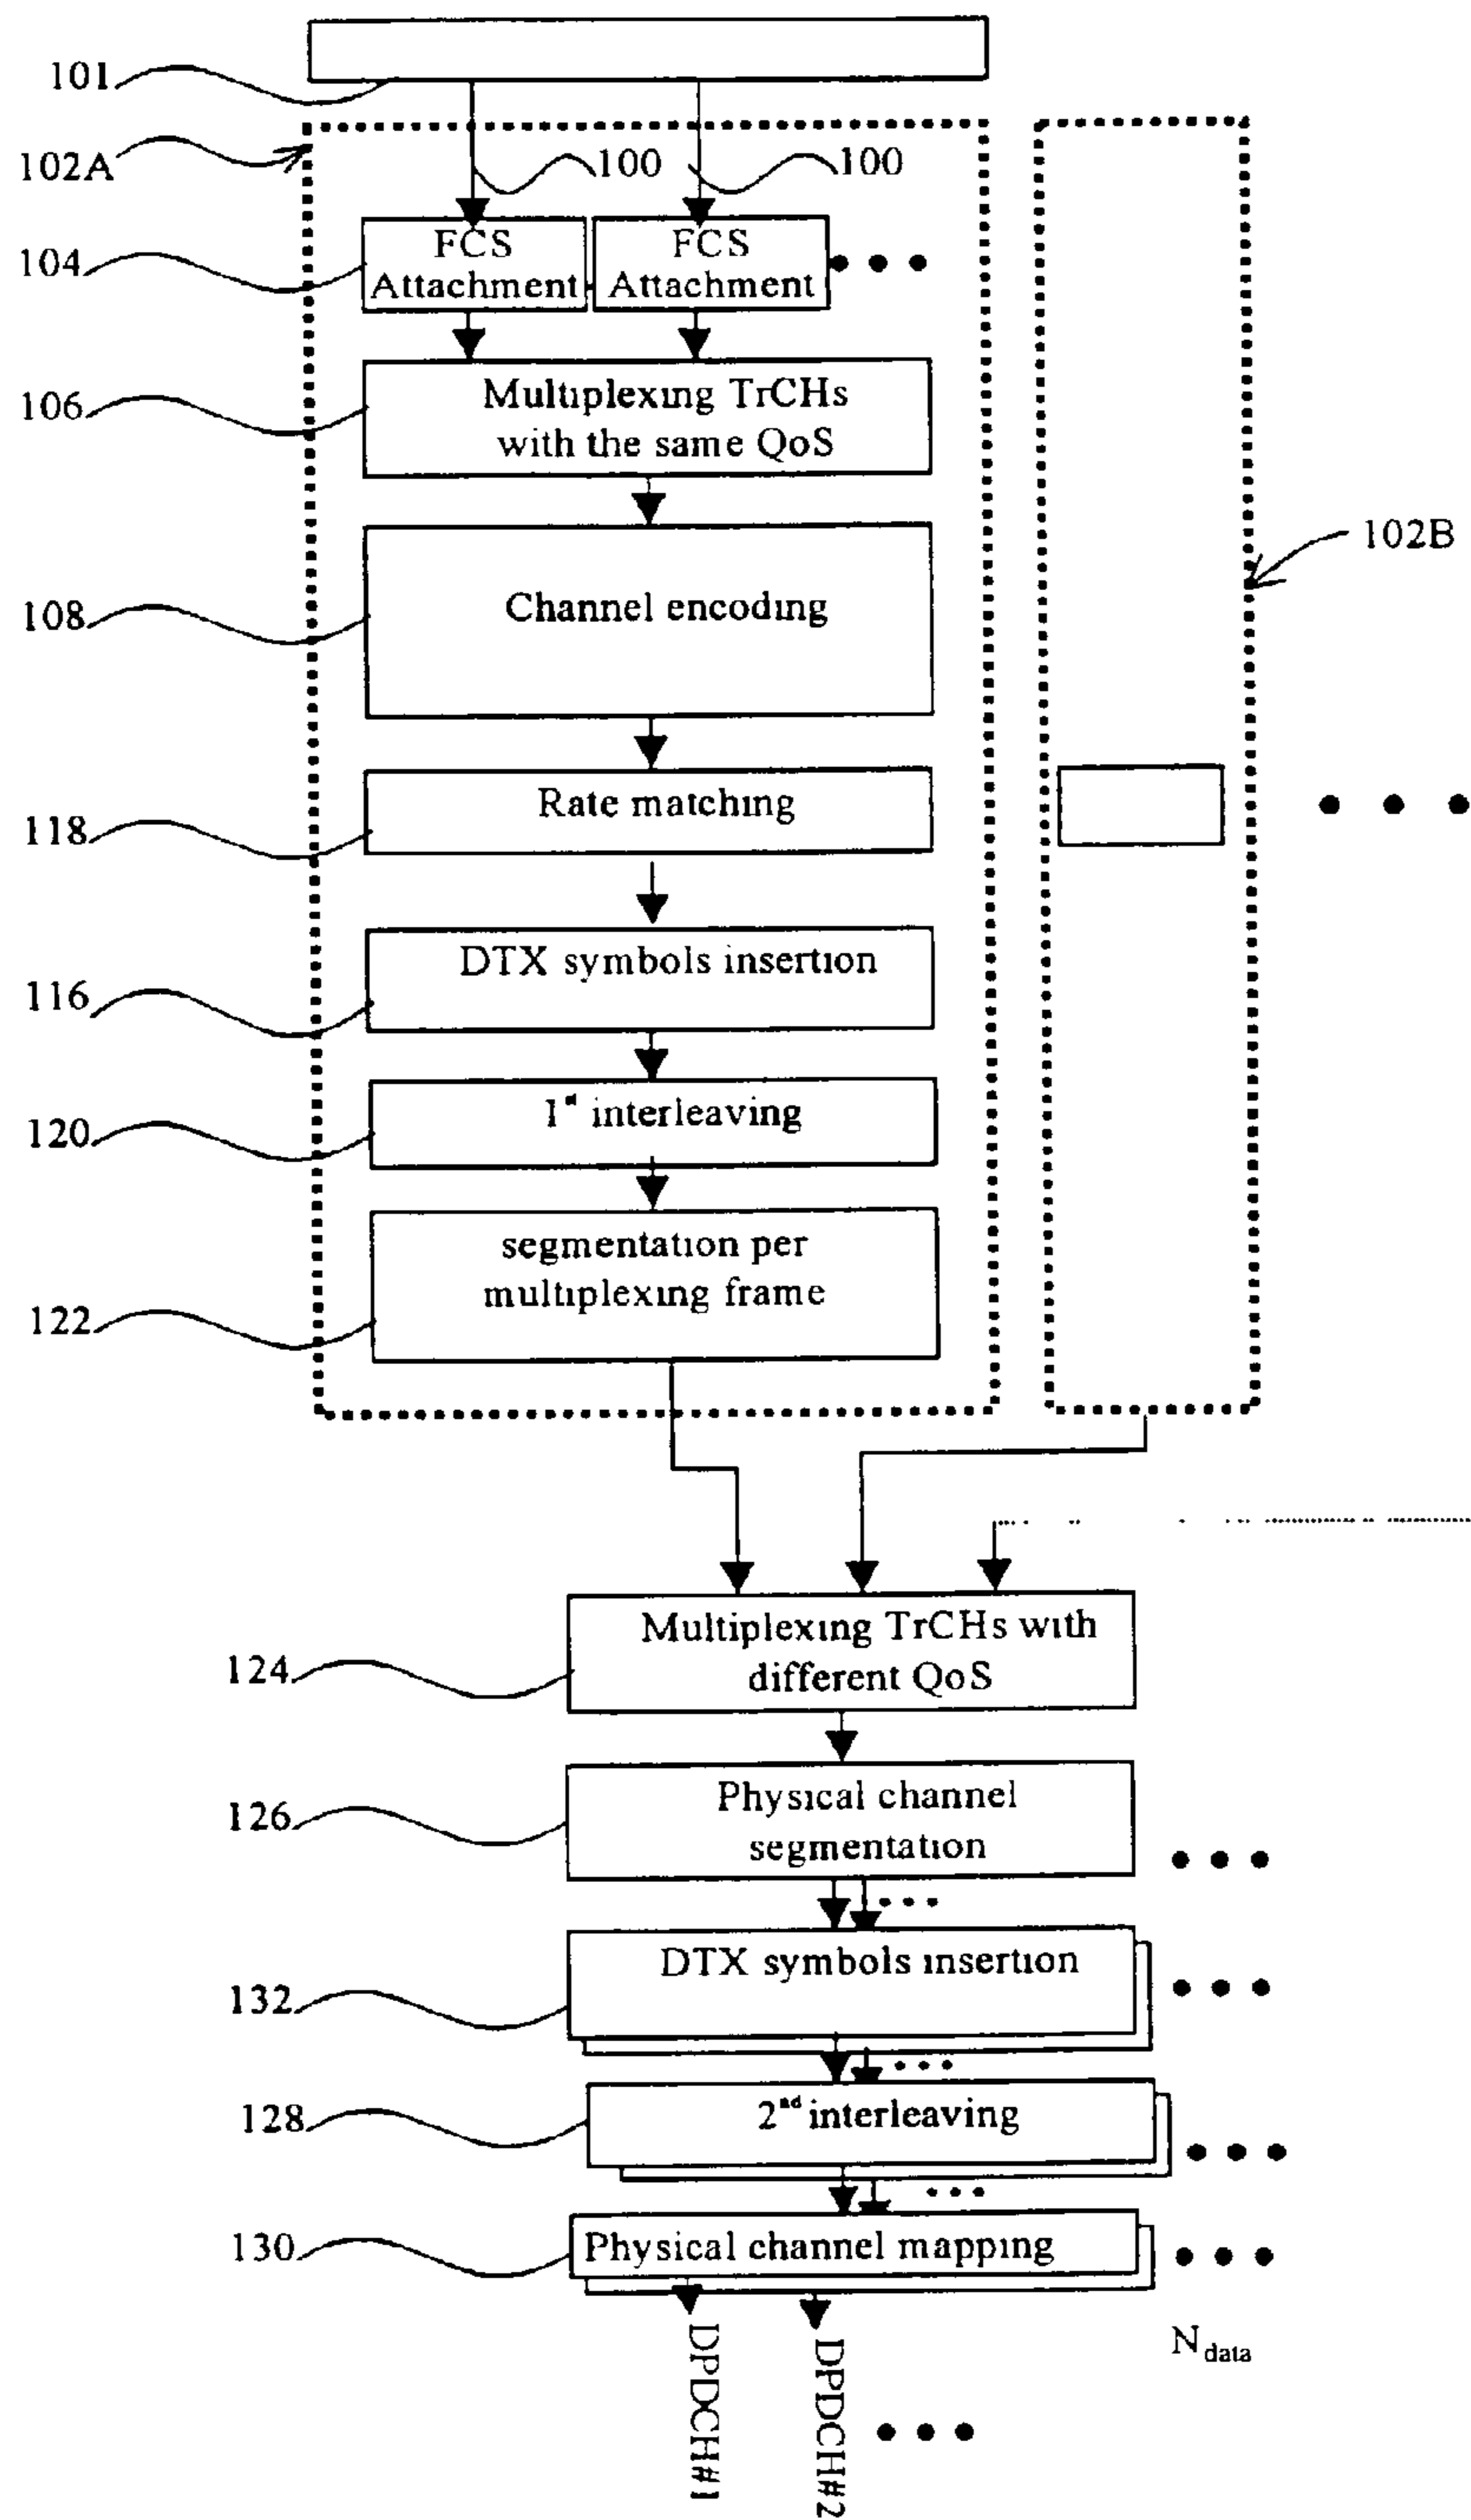 101
102A
100
100
104
FCS
Attachment
FCS
Attachment
106
Multiplexing TrCHs
with the same QoS
102B
108
Channel encoding
118
Rate matching
116
DTX symbols insertion
120
1st interleaving
122
segmentation per
multiplexing frame
124
Multiplexing TrCHs with
different QoS
126
Physical channel
segmentation
132
DTX symbols insertion
128
2nd interleaving
130
Physical channel mapping
DPDCH#1
DPDCH#2
Ndata